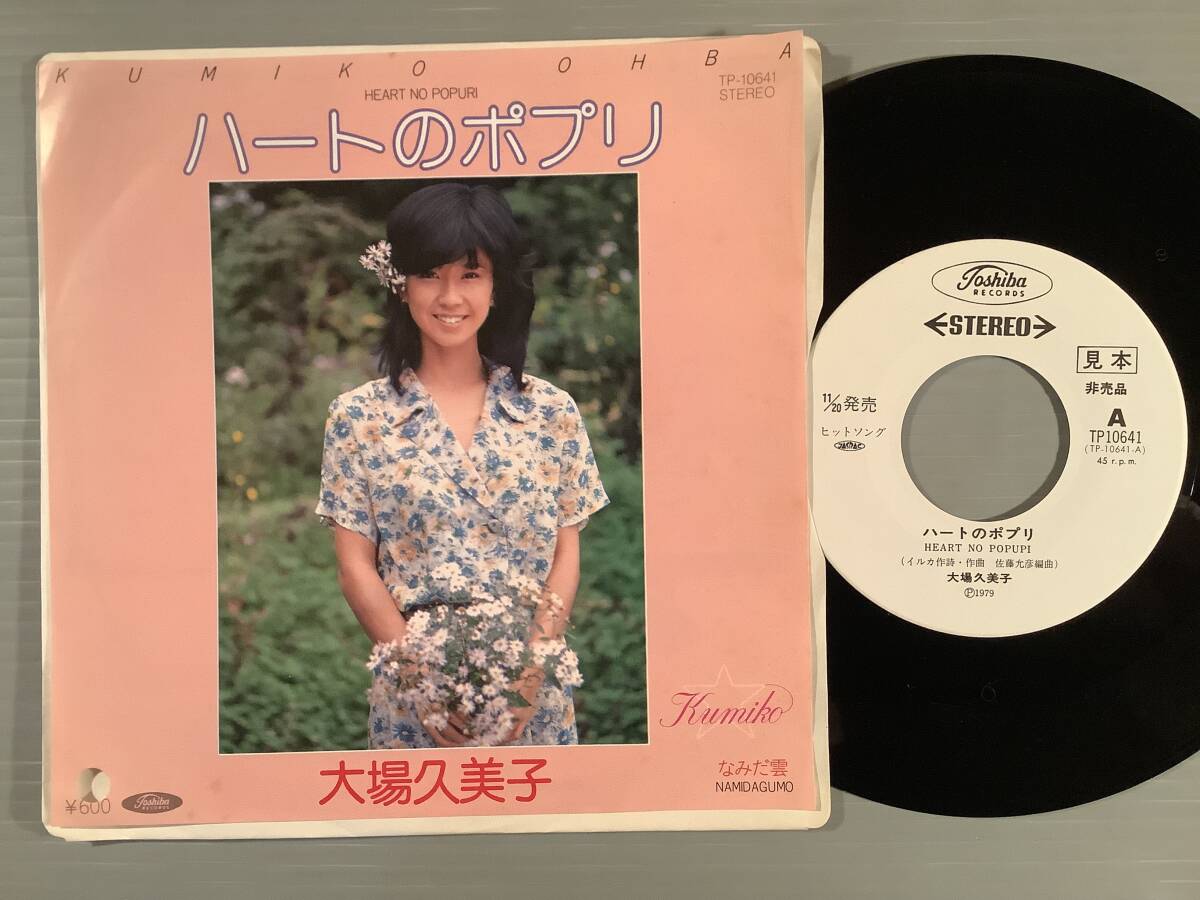 KUMIKO OHBA
HEART NO POPURI
TP-10641
STEREO
ハートのポプリ
Kumiko
大場久美子
なみだ雲
NAMIDAGUMO
¥600
Toshiba
RECORDS
Toshiba
RECORDS
STEREO
見本
非売品
11/20発売
ヒットソング
JASRAC
A
TP10641
(TP-10641-A)
45 r.p.m.
ハートのポプリ
HEART NO POPUPI
(イルカ作詩・作曲 佐藤允彦編曲)
大場久美子
Ⓟ1979